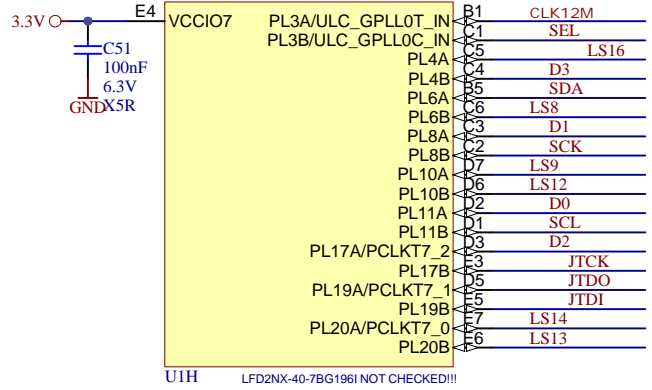 3.3V E4 VCCIO7 PL3A/ULC_GPLL0T_IN B1 CLK12M
PL3B/ULC_GPLL0C_IN C1 SEL
C51 PL4A C5 LS16
100nF PL4B C4 D3
6.3V PL6A B5 SDA
GND X5R PL6B C6 LS8
PL8A C3 D1
PL8B C2 SCK
PL10A D7 LS9
PL10B D6 LS12
PL11A D2 D0
PL11B D1 SCL
PL17A/PCLKT7_2 D3 D2
PL17B E3 JTCK
PL19A/PCLKT7_1 D5 JTDO
PL19B E5 JTDI
PL20A/PCLKT7_0 E7 LS14
PL20B E6 LS13
U1H LFD2NX-40-7BG196I NOT CHECKED!!!